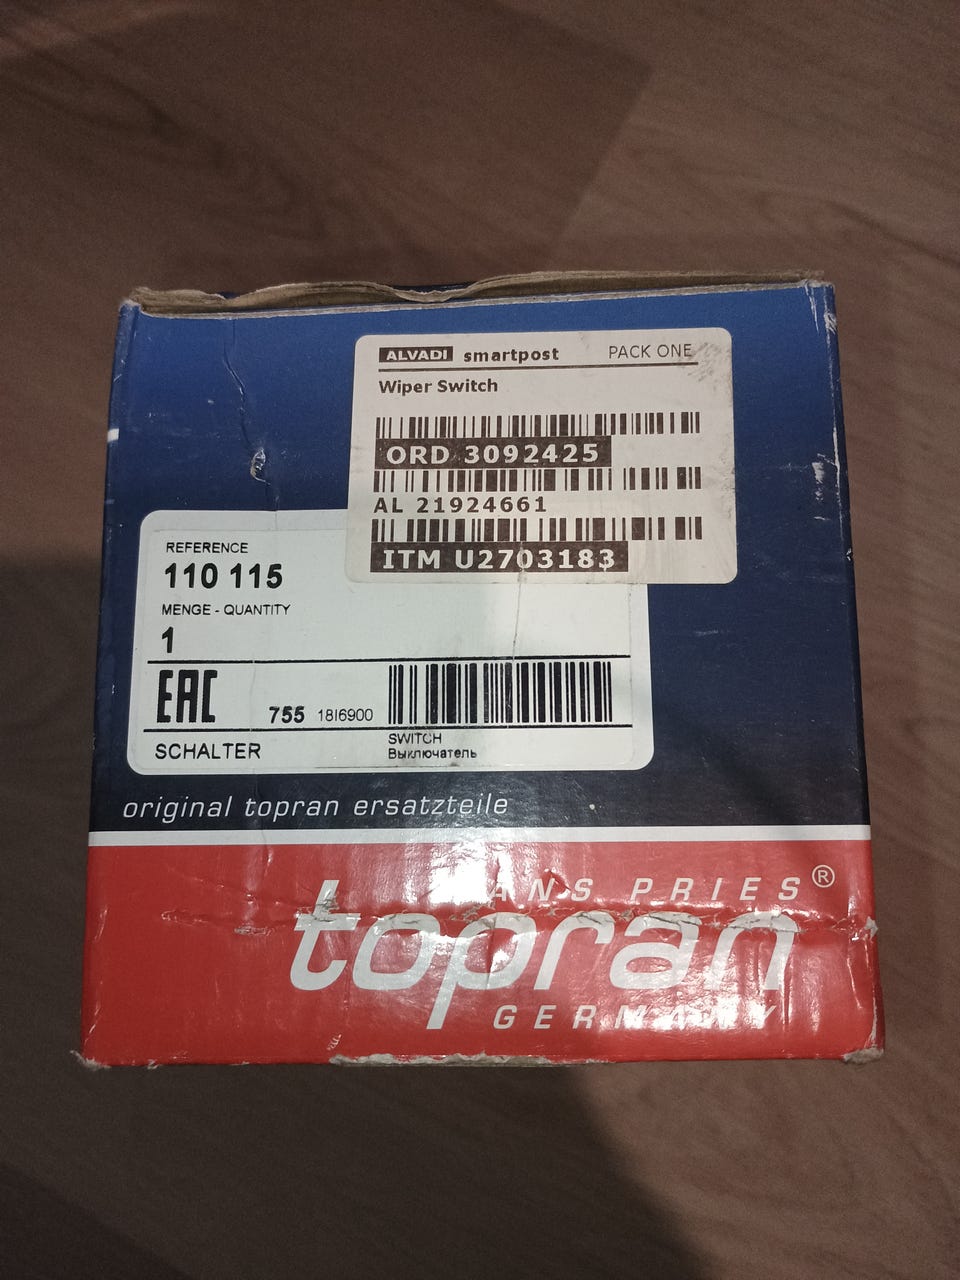 ALVADI smartpost PACK ONE
Wiper Switch
ORD 3092425
AL 21924661
ITM U2703183
REFERENCE
110 115
MENGE - QUANTITY
1
EAC 755 18I6900
SCHALTER
SWITCH
Выключатель
original topran ersatzteile
HANS PRIES®
topran
GERMANY